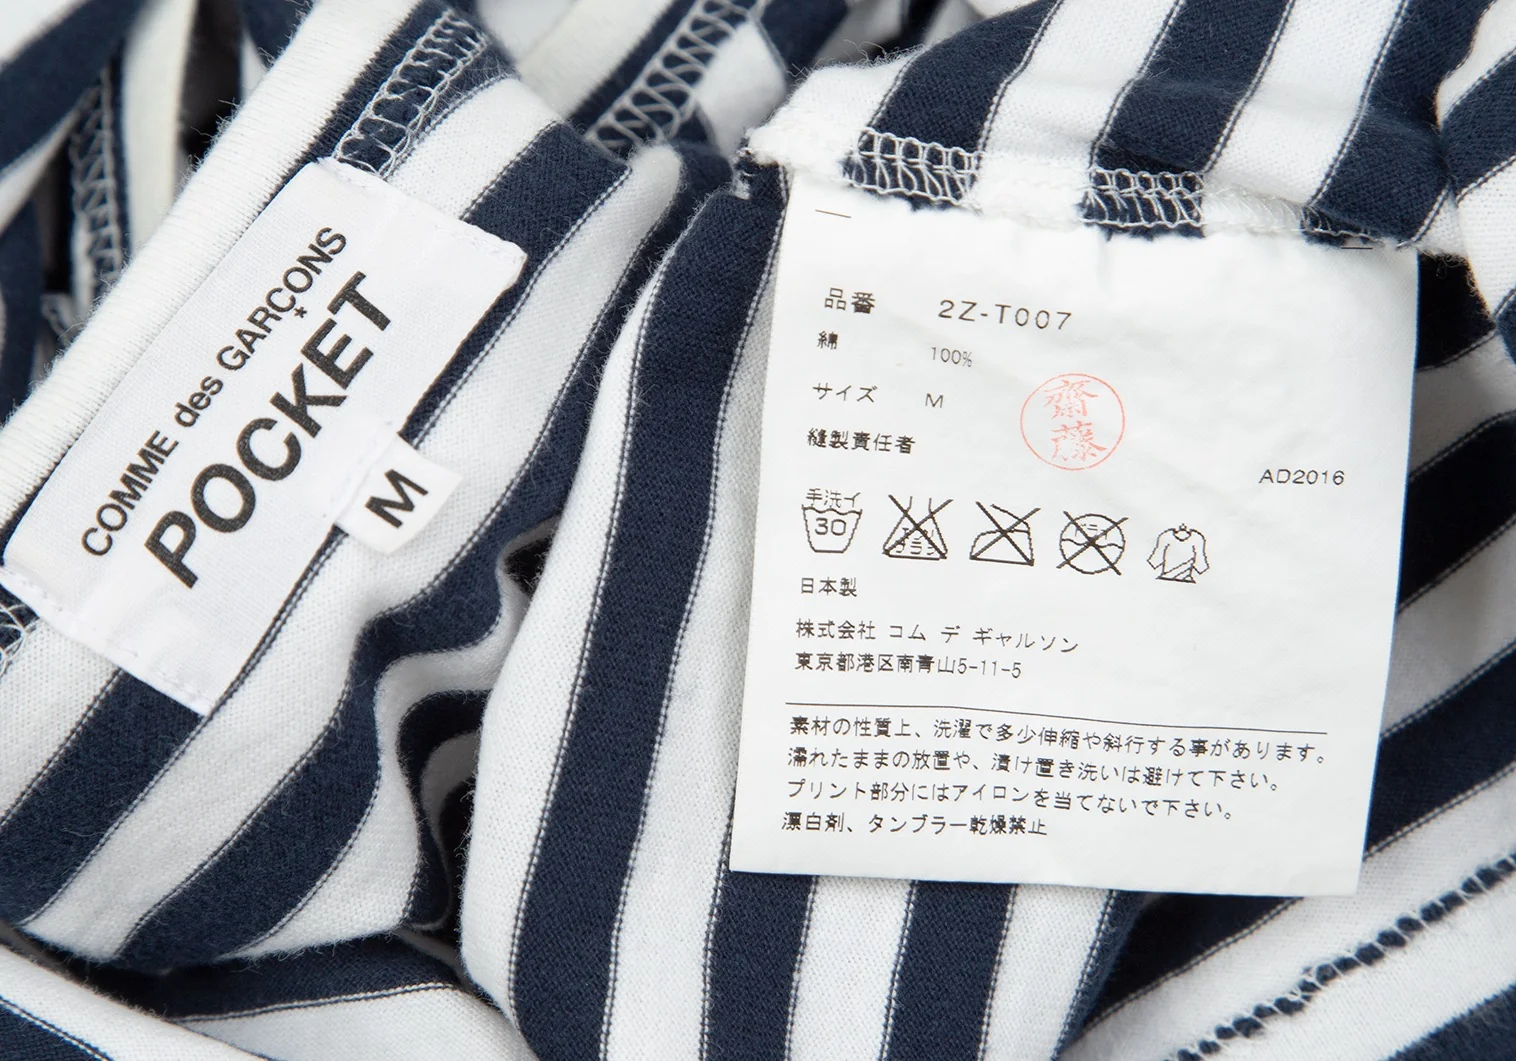 COMME des GARÇONS
POCKET
M
品番 2Z-T007
綿 100%
サイズ M
縫製責任者
齋藤
AD2016
手洗イ
30
日本製
株式会社 コム デ ギャルソン
東京都港区南青山5-11-5
素材の性質上、洗濯で多少伸縮や斜行する事があります。
濡れたままの放置や、漬け置き洗いは避けて下さい。
プリント部分にはアイロンを当てないで下さい。
漂白剤、タンブラー乾燥禁止